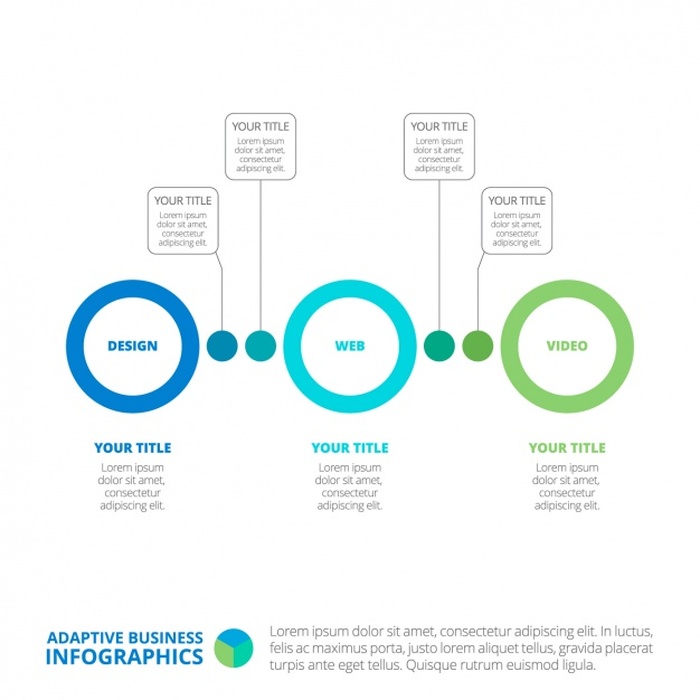 YOUR TITLE
Lorem ipsum
dolor sit amet,
consectetur
adipiscing elit.
YOUR TITLE
Lorem ipsum
dolor sit amet,
consectetur
adipiscing elit.
YOUR TITLE
Lorem ipsum
dolor sit amet,
consectetur
adipiscing elit.
YOUR TITLE
Lorem ipsum
dolor sit amet,
consectetur
adipiscing elit.
DESIGN
WEB
VIDEO
YOUR TITLE
Lorem ipsum
dolor sit amet,
consectetur
adipiscing elit.
YOUR TITLE
Lorem ipsum
dolor sit amet,
consectetur
adipiscing elit.
YOUR TITLE
Lorem ipsum
dolor sit amet,
consectetur
adipiscing elit.
ADAPTIVE BUSINESS
INFOGRAPHICS
Lorem ipsum dolor sit amet, consectetur adipiscing elit. In luctus,
felis ac maximus porta, justo lorem aliquet tellus, gravida placerat
turpis ante eget tellus. Quisque rutrum euismod ligula.